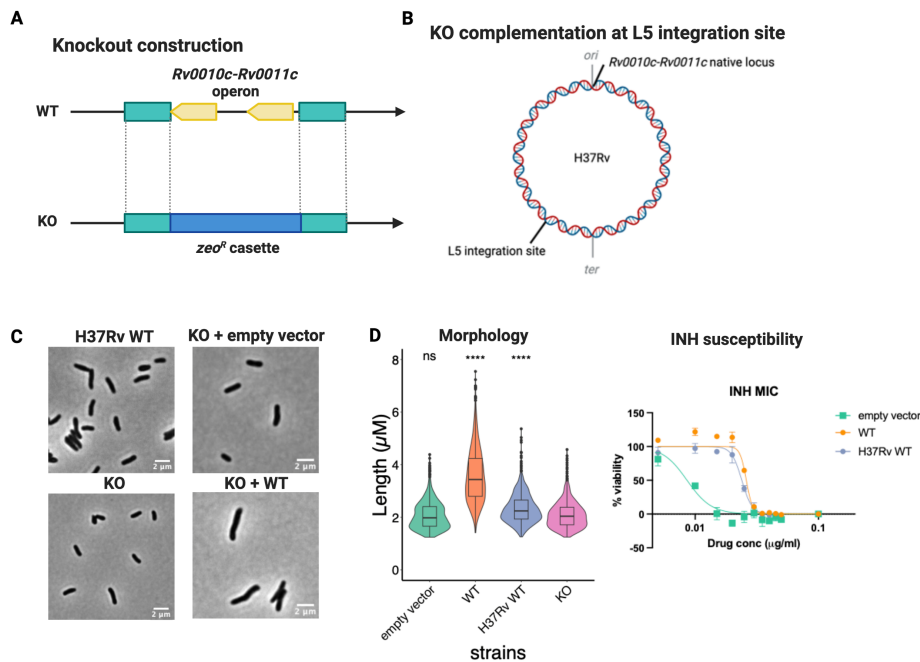 A
Knockout construction
Rv0010c-Rv0011c
operon
WT
KO
zeoR casette
B
KO complementation at L5 integration site
ori
Rv0010c-Rv0011c native locus
H37Rv
L5 integration site
ter
C
H37Rv WT
KO + empty vector
2 μm
2 μm
KO
KO + WT
2 μm
2 μm
D
Morphology
8
6
4
2
0
Length (μM)
ns
****
****
empty vector
WT
H37Rv WT
KO
strains
INH susceptibility
INH MIC
150
100
50
0
-50
% viability
0.01
0.1
Drug conc (μg/ml)
empty vector
WT
H37Rv WT